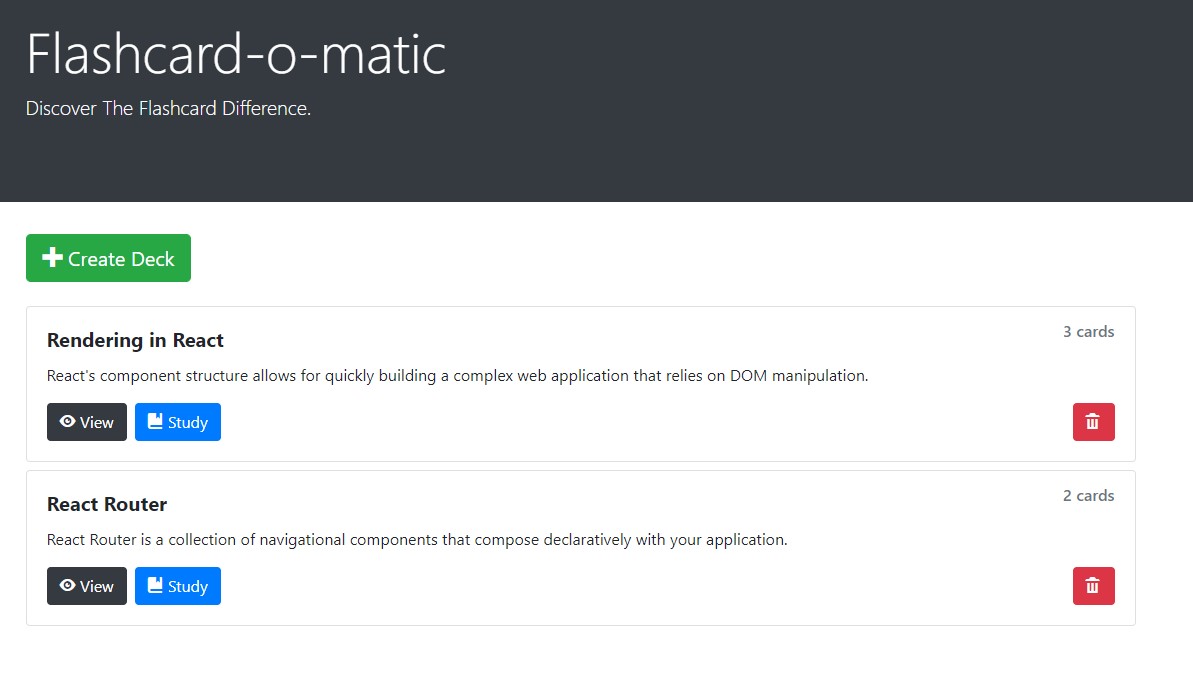 Flashcard-o-matic
Discover The Flashcard Difference.
Create Deck
Rendering in React
3 cards
React's component structure allows for quickly building a complex web application that relies on DOM manipulation.
View Study
React Router
2 cards
React Router is a collection of navigational components that compose declaratively with your application.
View Study